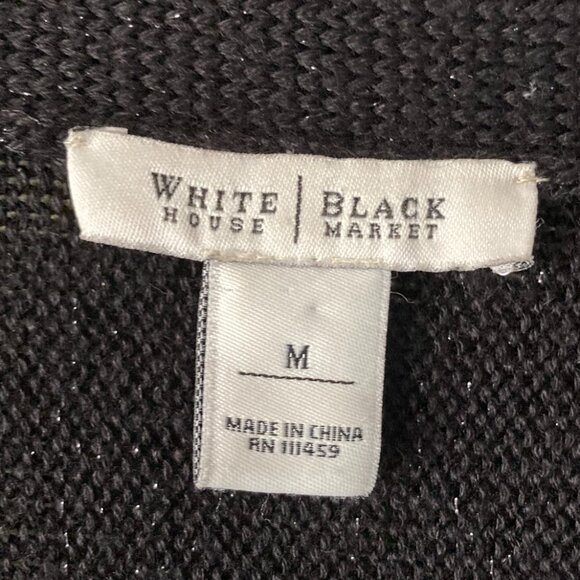 WHITE | BLACK
HOUSE | MARKET
M
MADE IN CHINA
RN 111459